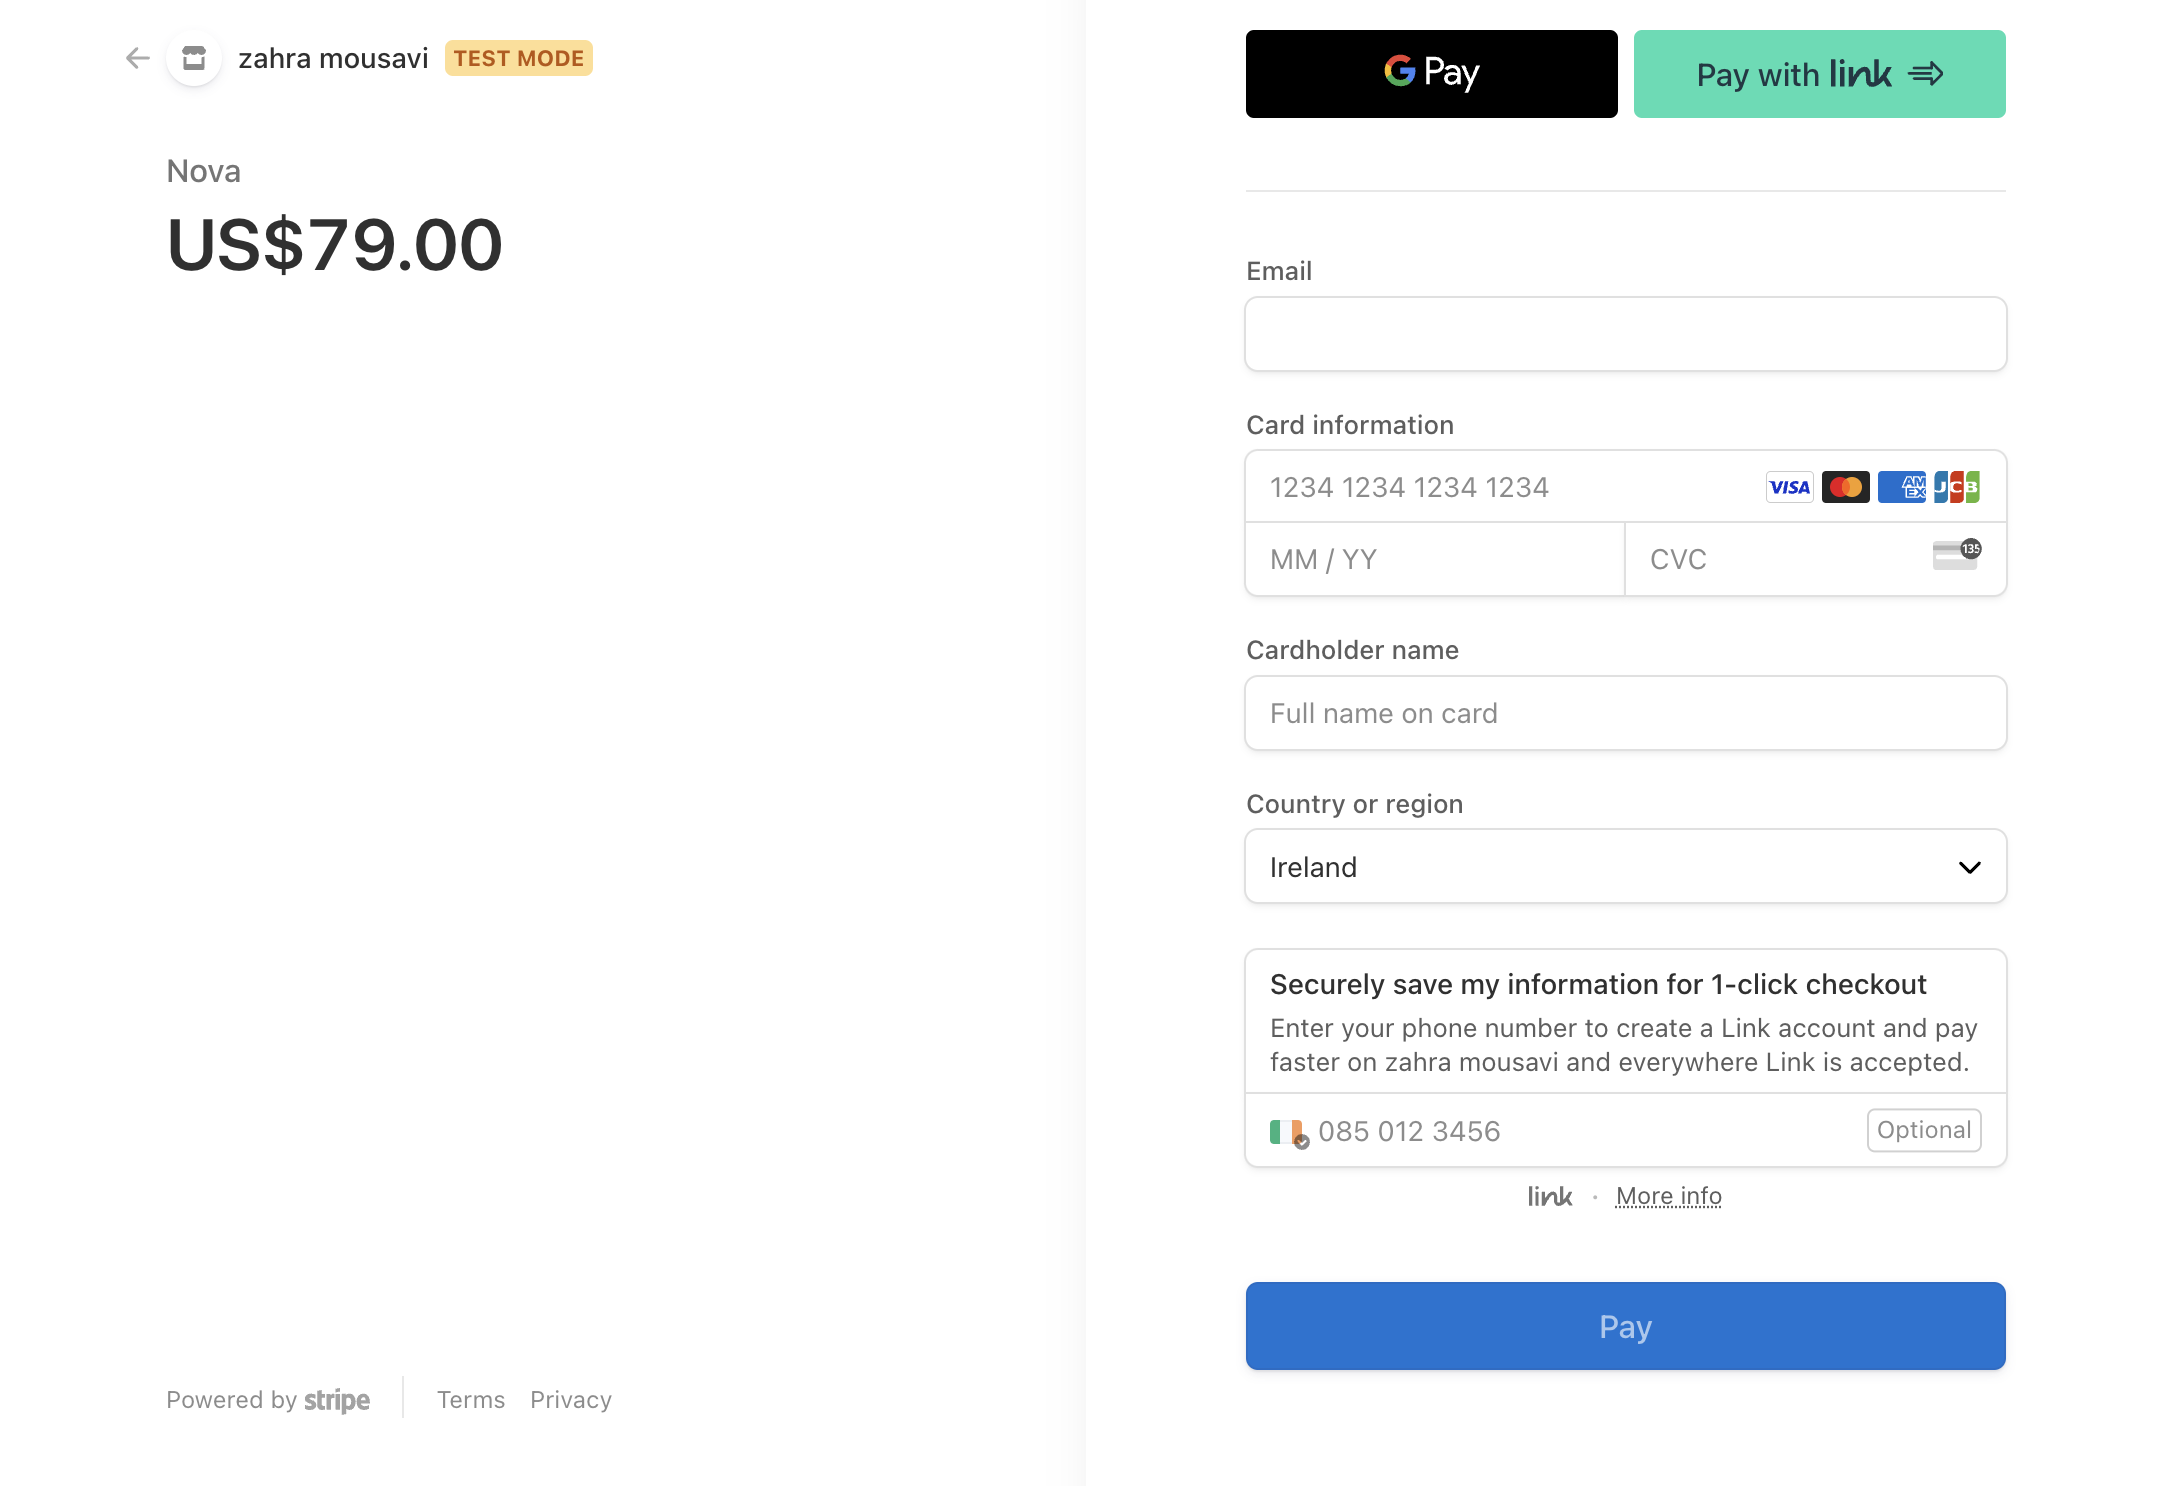 zahra mousavi TEST MODE
Nova
US$79.00
Powered by stripe
Terms Privacy
G Pay
Pay with link
Email
Card information
1234 1234 1234 1234
VISA
AM
EX
JCB
MM / YY
CVC
135
Cardholder name
Full name on card
Country or region
Ireland
Securely save my information for 1-click checkout
Enter your phone number to create a Link account and pay
faster on zahra mousavi and everywhere Link is accepted.
085 012 3456
Optional
link · More info
Pay